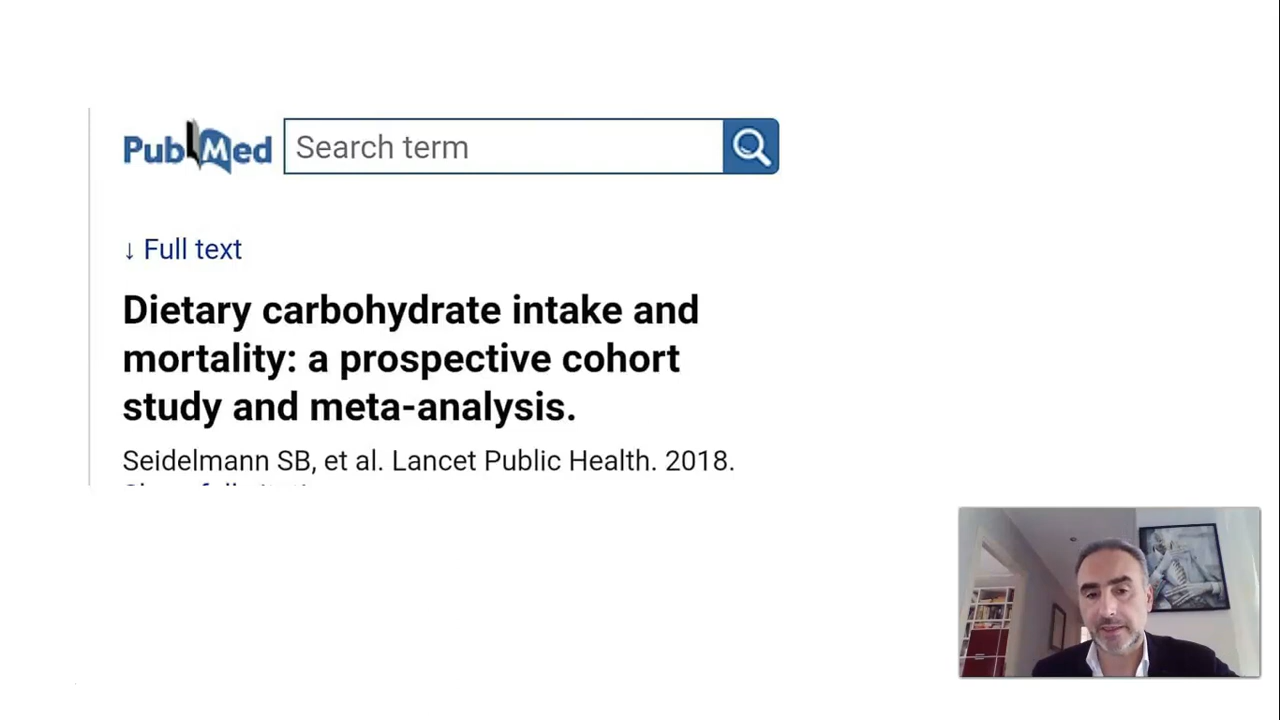 PubMed
Search term
↓ Full text
Dietary carbohydrate intake and
mortality: a prospective cohort
study and meta-analysis.
Seidelmann SB, et al. Lancet Public Health. 2018.